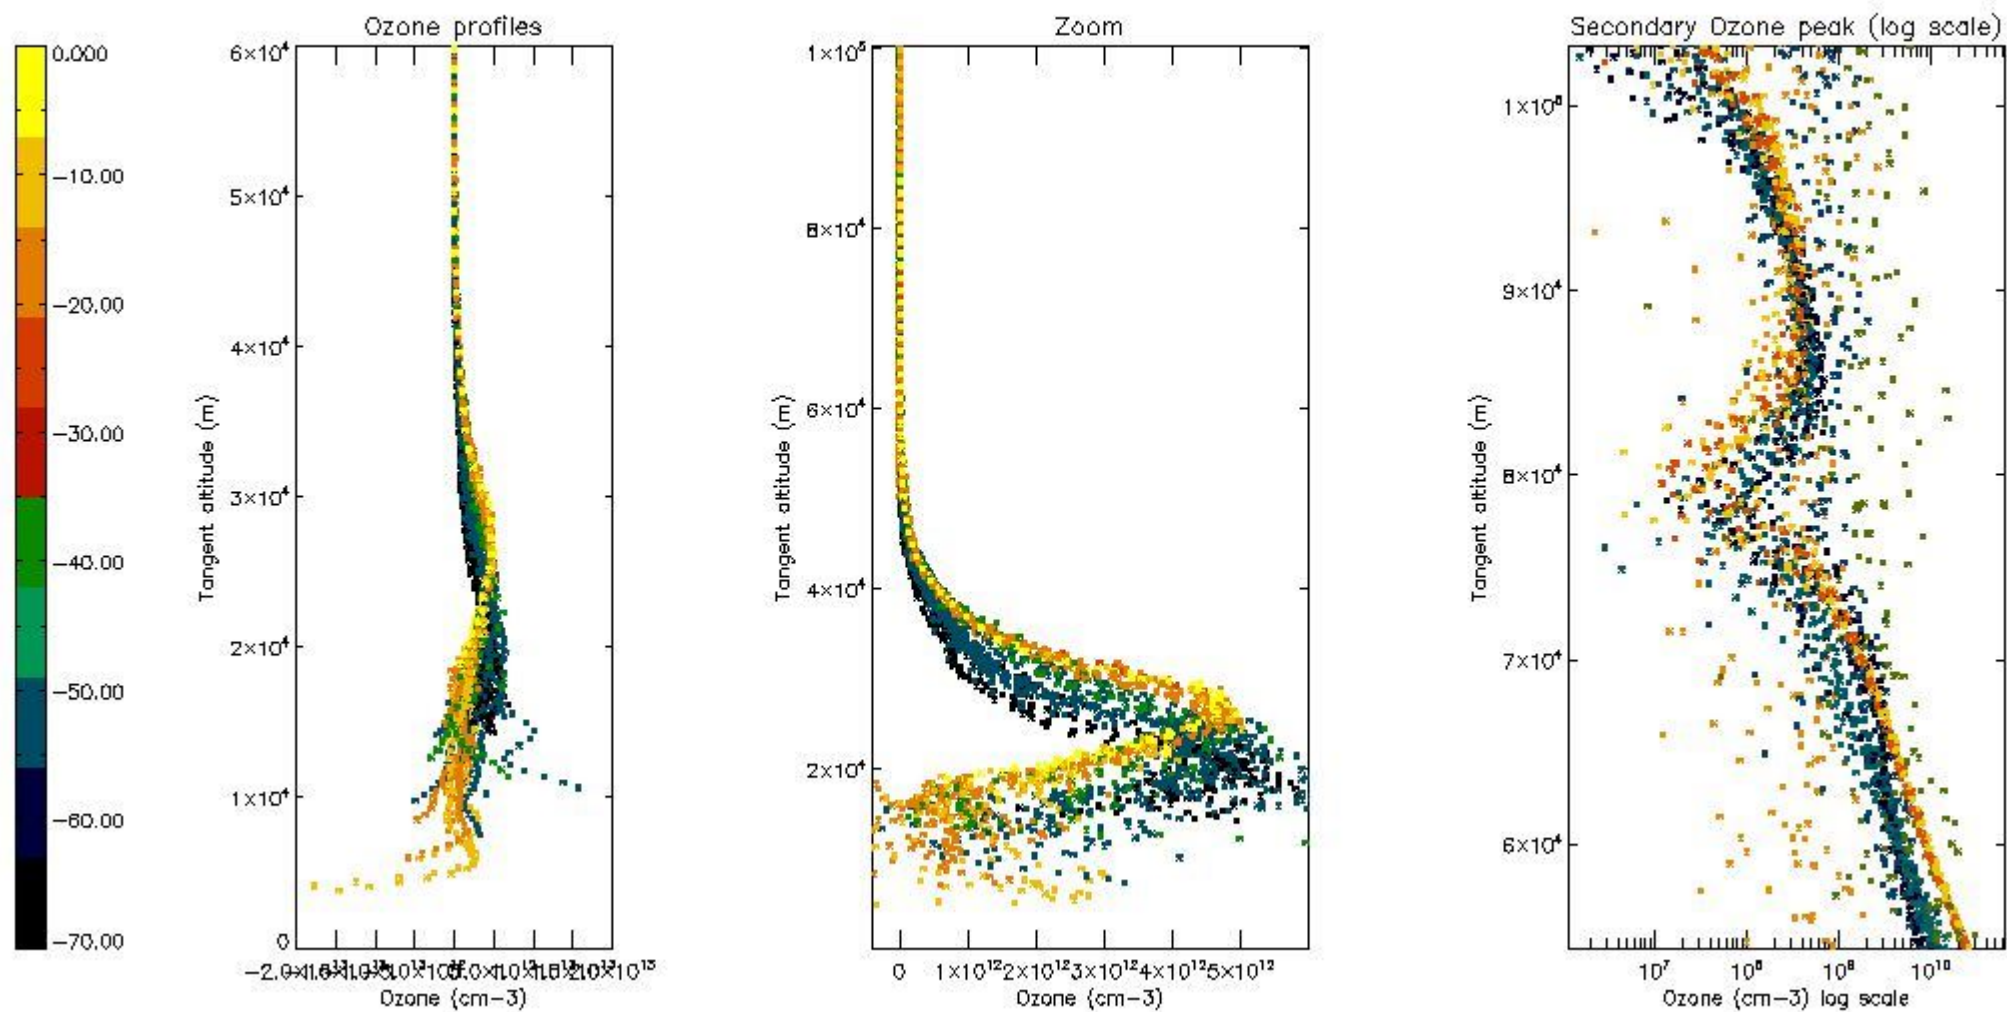 Ozone profiles
Zoom
Secondary Ozone peak (log scale)
0.000
−10.00
−20.00
−30.00
−40.00
−50.00
−60.00
−70.00
6×10⁴
5×10⁴
4×10⁴
3×10⁴
2×10⁴
1×10⁴
0
Tangent altitude (m)
Ozone (cm−3)
1×10⁵
8×10⁴
6×10⁴
4×10⁴
2×10⁴
Tangent altitude (m)
0 1×10¹² 2×10¹² 3×10¹² 4×10¹² 5×10¹²
Ozone (cm−3)
9×10⁴
8×10⁴
7×10⁴
6×10⁴
Tangent altitude (m)
10⁷ 10⁸ 10⁹ 10¹⁰
Ozone (cm−3) log scale